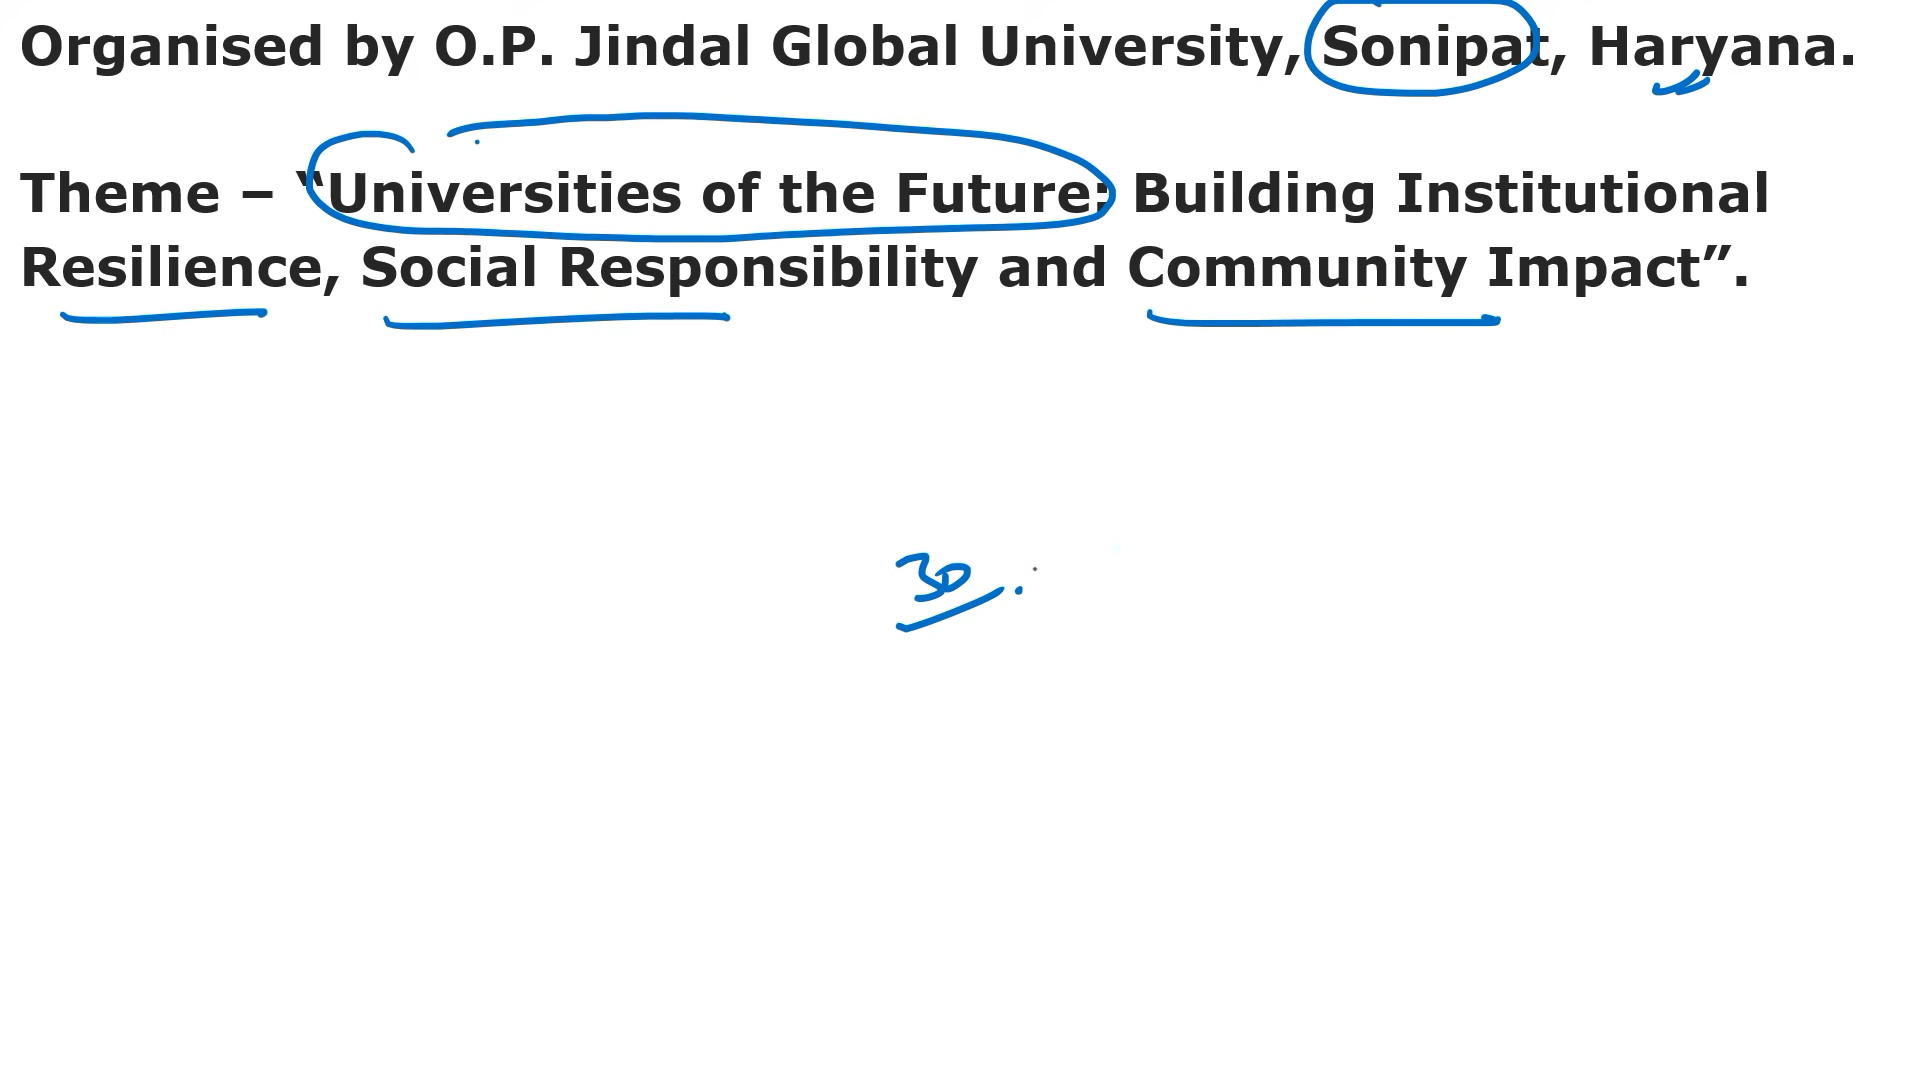 Organised by O.P. Jindal Global University, Sonipat, Haryana.
Theme – “Universities of the Future: Building Institutional
Resilience, Social Responsibility and Community Impact”.
30